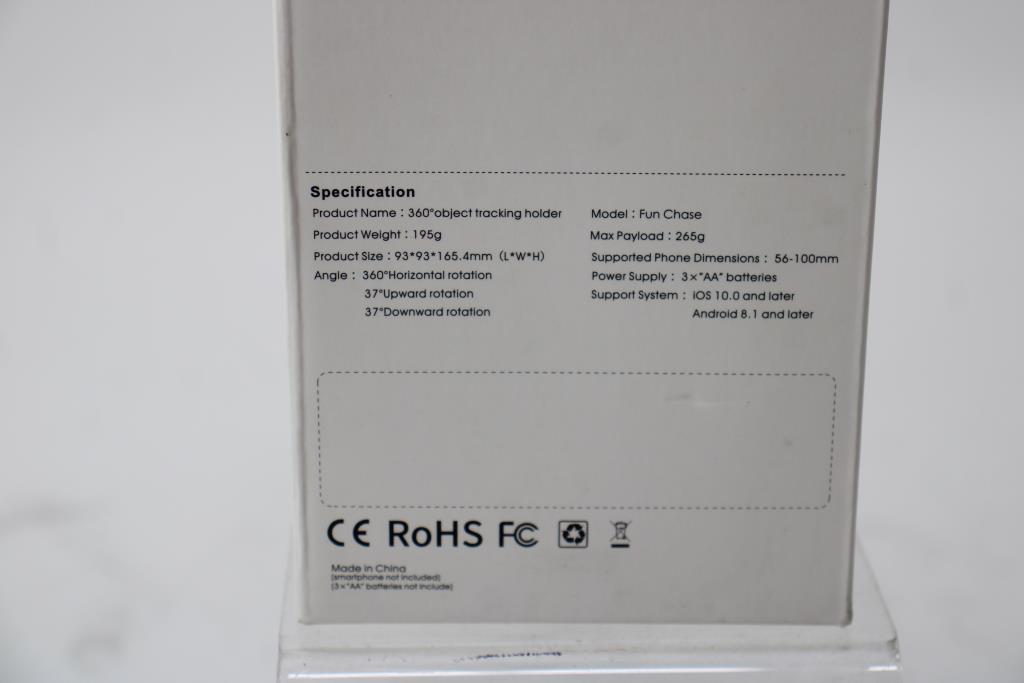 Specification
Product Name : 360°object tracking holder
Product Weight : 195g
Product Size : 93*93*165.4mm (L*W*H)
Angle : 360°Horizontal rotation
37°Upward rotation
37°Downward rotation
Model : Fun Chase
Max Payload : 265g
Supported Phone Dimensions : 56-100mm
Power Supply : 3×"AA" batteries
Support System : iOS 10.0 and later
Android 8.1 and later
CE RoHS FC
Made in China
(smartphone not included)
(3×"AA" batteries not include)